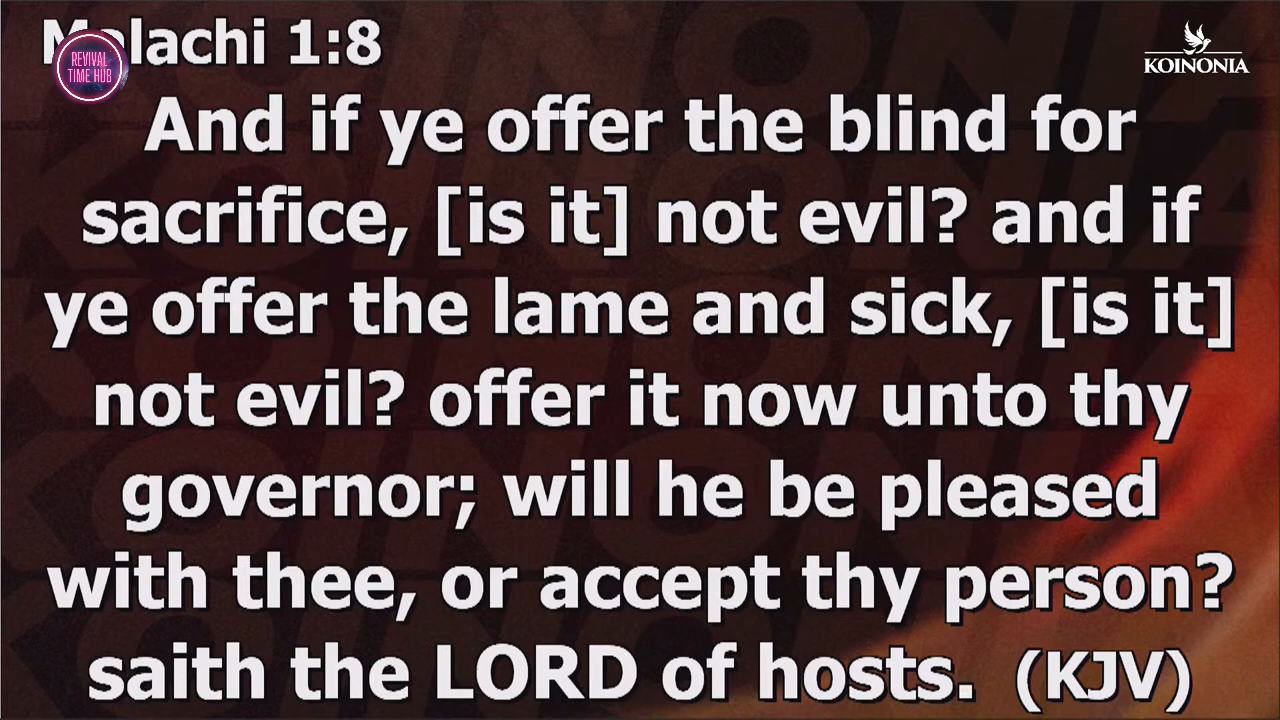 Malachi 1:8
REVIVAL
TIME HUB
KOINONIA
And if ye offer the blind for
sacrifice, [is it] not evil? and if
ye offer the lame and sick, [is it]
not evil? offer it now unto thy
governor; will he be pleased
with thee, or accept thy person?
saith the LORD of hosts. (KJV)